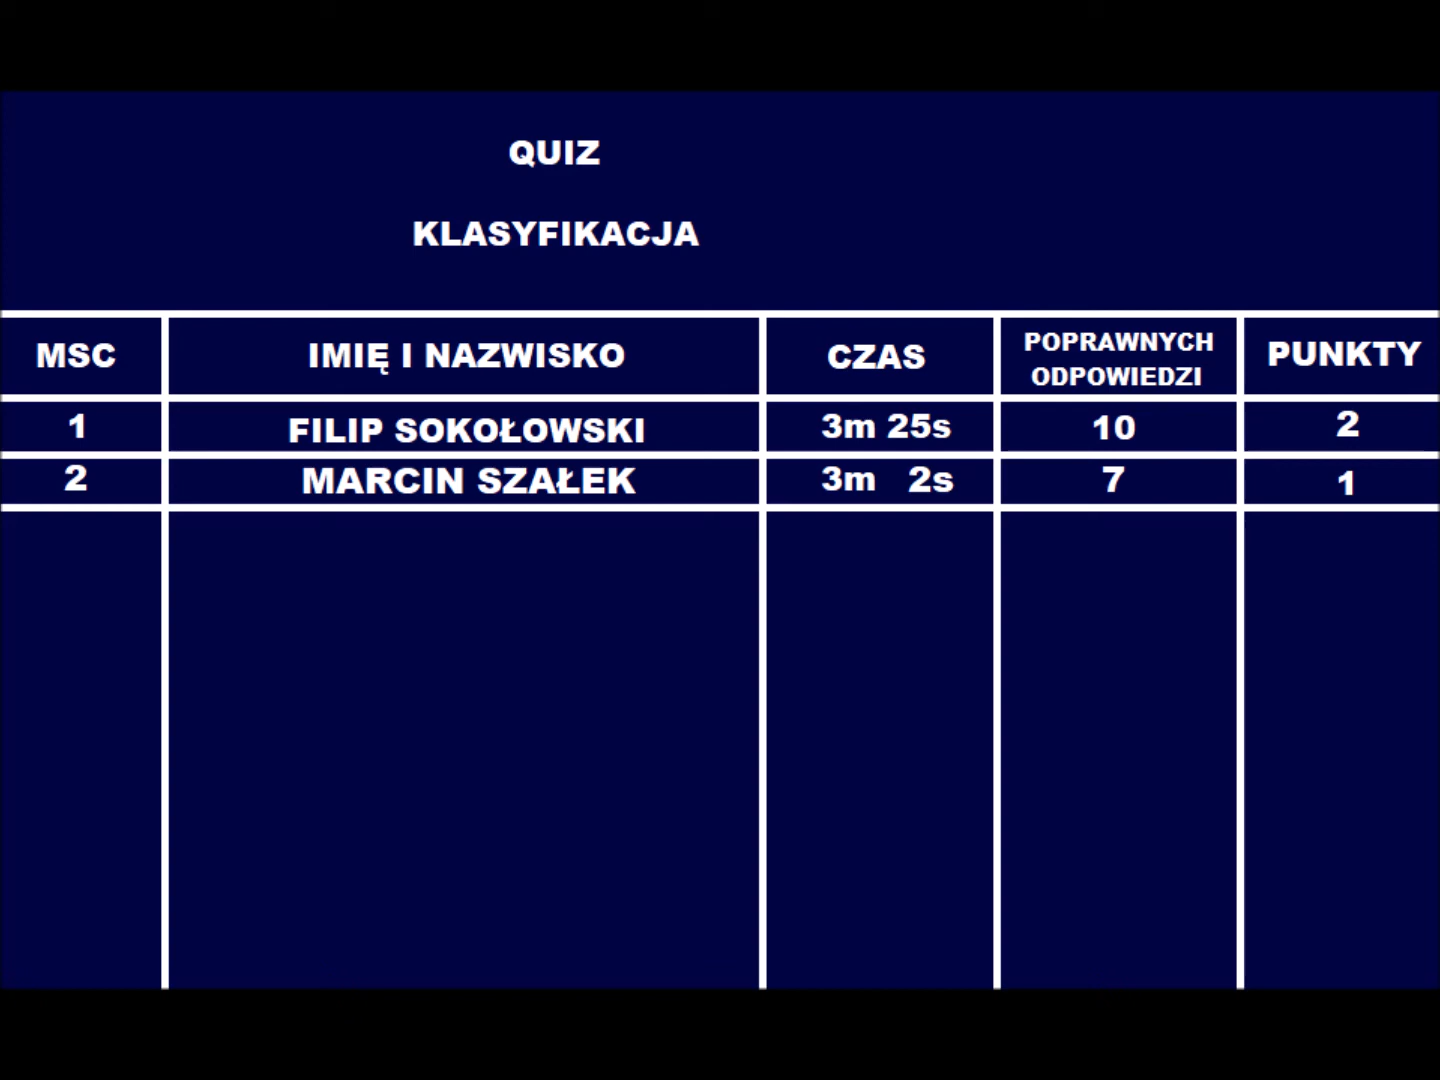 QUIZ
KLASYFIKACJA
MSC IMIĘ I NAZWISKO CZAS POPRAWNYCH ODPOWIEDZI PUNKTY
1 FILIP SOKOŁOWSKI 3m 25s 10 2
2 MARCIN SZAŁEK 3m 2s 7 1